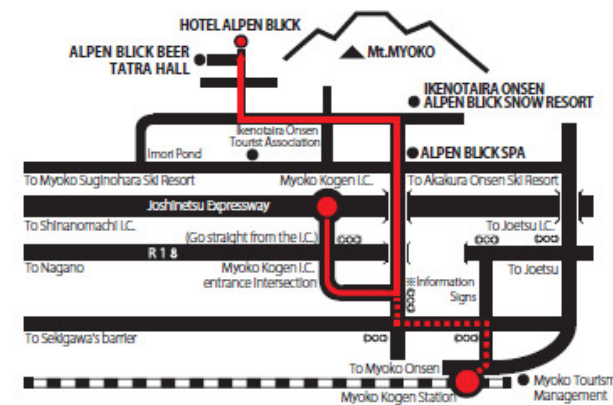 HOTEL ALPEN BLICK
ALPEN BLICK BEER
TATRA HALL
Mt.MYOKO
IKENOTAIRA ONSEN
ALPEN BLICK SNOW RESORT
Ikenotaira Onsen
Tourist Association
Imori Pond
ALPEN BLICK SPA
To Myoko Suginohara Ski Resort
Myoko Kogen I.C.
To Akakura Onsen Ski Resort
Joshinetsu Expressway
To Shinanomachi I.C.
To Joetsu I.C.
(Go straight from the I.C.)
R18
To Nagano
Myoko Kogen I.C.
entrance Intersection
To Joetsu
※Information
Signs
To Sekigawa's barrier
To Myoko Onsen
Myoko Kogen Station
Myoko Tourism
Management